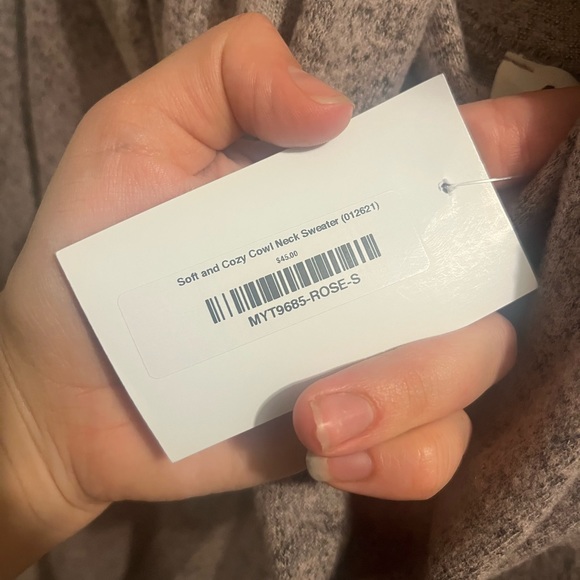 Soft and Cozy Cowl Neck Sweater (012621)
$45.00
MYT9685-ROSE-S